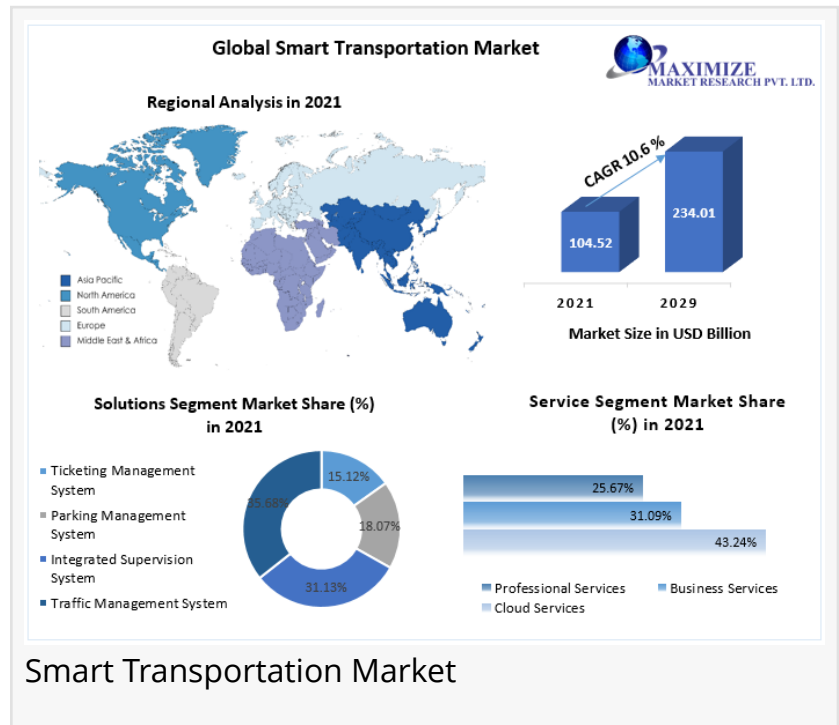 Global Smart Transportation Market
MAXIMIZE
MARKET RESEARCH PVT. LTD.
Regional Analysis in 2021
Asia Pacific
North America
South America
Europe
Middle East & Africa
CAGR 10.6 %
104.52
234.01
2021
2029
Market Size in USD Billion
Solutions Segment Market Share (%)
in 2021
Ticketing Management
System
Parking Management
System
Integrated Supervision
System
Traffic Management System
15.12%
18.07%
31.13%
35.68%
Service Segment Market Share
(%) in 2021
25.67%
31.09%
43.24%
Professional Services
Business Services
Cloud Services
Smart Transportation Market